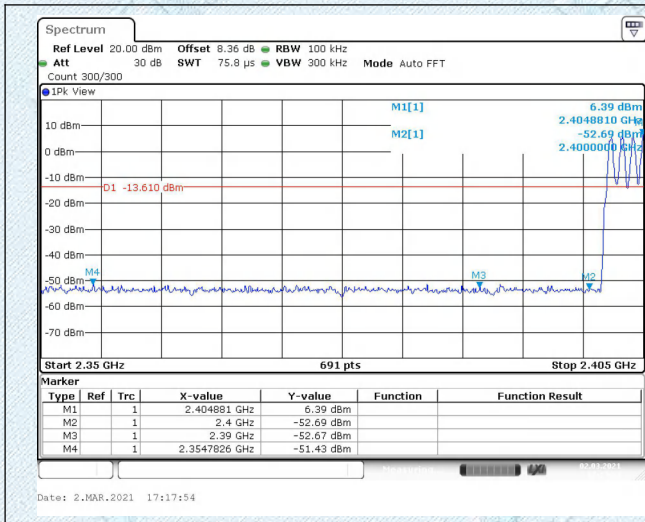 Spectrum
Ref Level 20.00 dBm Offset 8.36 dB RBW 100 kHz
Att 30 dB SWT 75.8 µs VBW 300 kHz Mode Auto FFT
Count 300/300
1Pk View
M1[1] 6.39 dBm
2.4048810 GHz
M2[1] -52.69 dBm
2.4000000 GHz
10 dBm
0 dBm
-10 dBm
D1 -13.610 dBm
-20 dBm
-30 dBm
-40 dBm
-50 dBm
M4 M3 M2
-60 dBm
-70 dBm
Start 2.35 GHz 691 pts Stop 2.405 GHz
Marker
Type Ref Trc X-value Y-value Function Function Result
M1 1 2.404881 GHz 6.39 dBm
M2 1 2.4 GHz -52.69 dBm
M3 1 2.39 GHz -52.67 dBm
M4 1 2.3547826 GHz -51.43 dBm
02.03.2021
Date: 2.MAR.2021 17:17:54